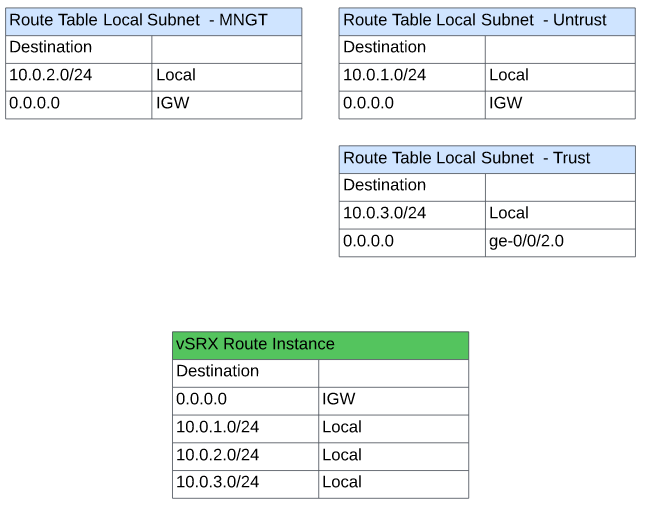 Route Table Local Subnet  - MNGT
Destination
10.0.2.0/24 Local
0.0.0.0 IGW
Route Table Local Subnet  - Untrust
Destination
10.0.1.0/24 Local
0.0.0.0 IGW
Route Table Local Subnet  - Trust
Destination
10.0.3.0/24 Local
0.0.0.0 ge-0/0/2.0
vSRX Route Instance
Destination
0.0.0.0 IGW
10.0.1.0/24 Local
10.0.2.0/24 Local
10.0.3.0/24 Local